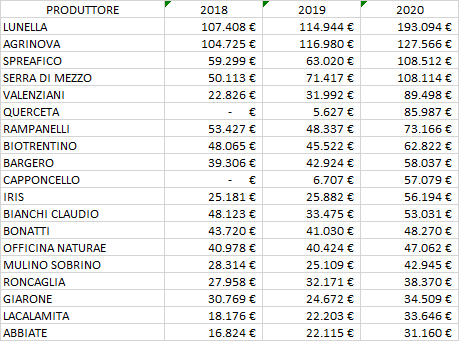 PRODUTTORE 2018 2019 2020
LUNELLA 107.408 € 114.944 € 193.094 €
AGRINOVA 104.725 € 116.980 € 127.566 €
SPREAFICO 59.299 € 63.020 € 108.512 €
SERRA DI MEZZO 50.113 € 71.417 € 108.114 €
VALENZIANI 22.826 € 31.992 € 89.498 €
QUERCETA - € 5.627 € 85.987 €
RAMPANELLI 53.427 € 48.337 € 73.166 €
BIOTRENTINO 48.065 € 45.522 € 62.822 €
BARGERO 39.306 € 42.924 € 58.037 €
CAPPONCELLO - € 6.707 € 57.079 €
IRIS 25.181 € 25.882 € 56.194 €
BIANCHI CLAUDIO 48.123 € 33.475 € 53.031 €
BONATTI 43.720 € 41.030 € 48.270 €
OFFICINA NATURAE 40.978 € 40.424 € 47.062 €
MULINO SOBRINO 28.314 € 25.109 € 42.945 €
RONCAGLIA 27.958 € 32.171 € 38.370 €
GIARONE 30.769 € 24.672 € 34.509 €
LACALAMITA 18.176 € 22.203 € 33.646 €
ABBIATE 16.824 € 22.115 € 31.160 €